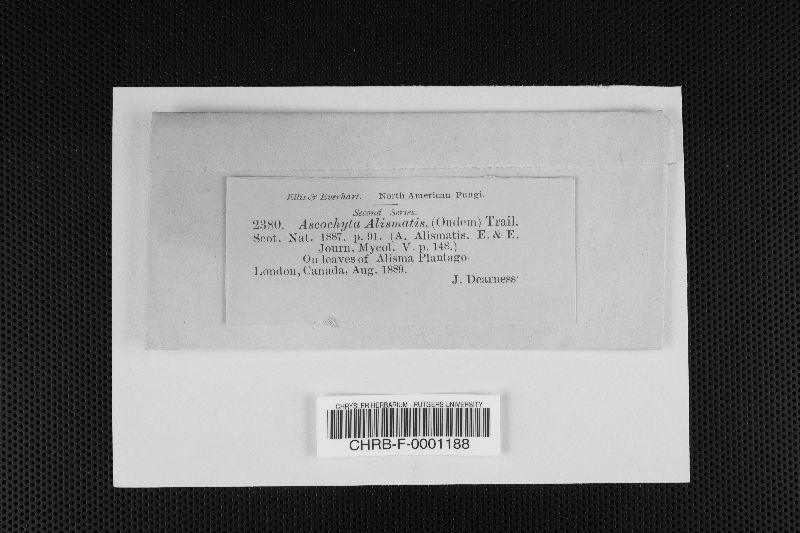 Ellis & Everhart. North American Fungi.
Second Series.
2380. Ascochyta Alismatis, (Oudem) Trail.
Scot. Nat. 1887, p. 91. (A. Alismatis, E. & E.
Journ. Mycol. V. p. 148.)
On leaves of Alisma Plantago.
London, Canada, Aug. 1889.
J. Dearness.
CHRYSLER HERBARIUM - RUTGERS UNIVERSITY
CHRB-F-0001188